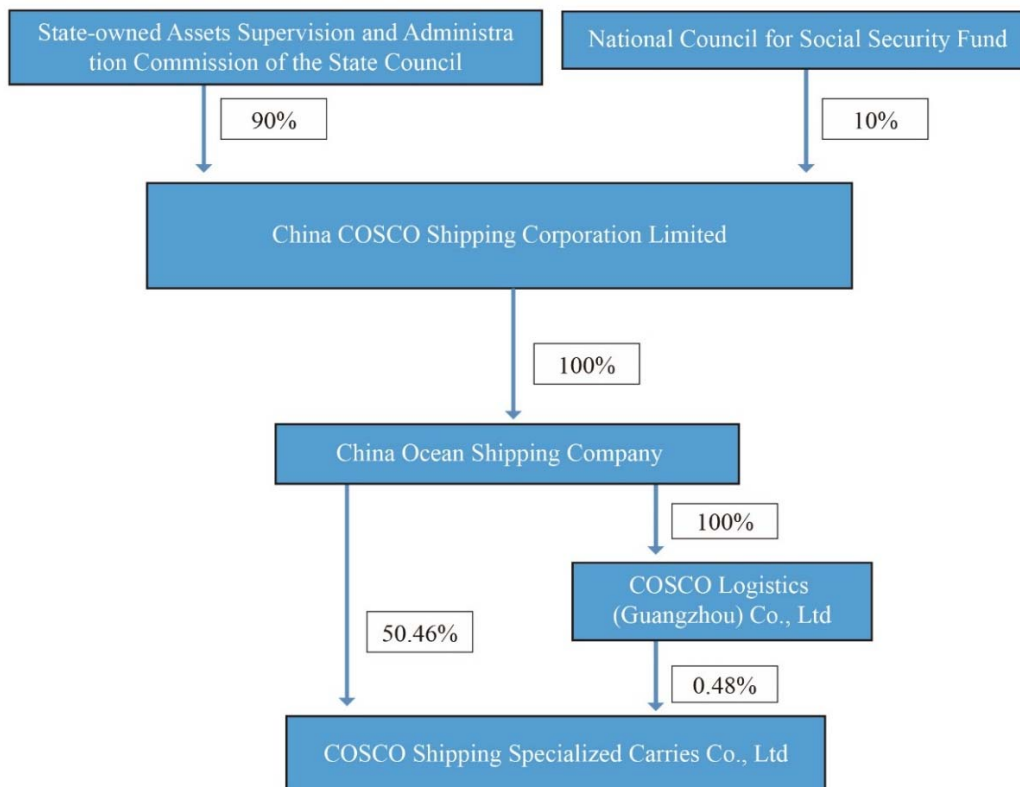 State-owned Assets Supervision and Administra
tion Commission of the State Council
National Council for Social Security Fund
90%
10%
China COSCO Shipping Corporation Limited
100%
China Ocean Shipping Company
100%
COSCO Logistics
(Guangzhou) Co., Ltd
50.46%
0.48%
COSCO Shipping Specialized Carries Co., Ltd